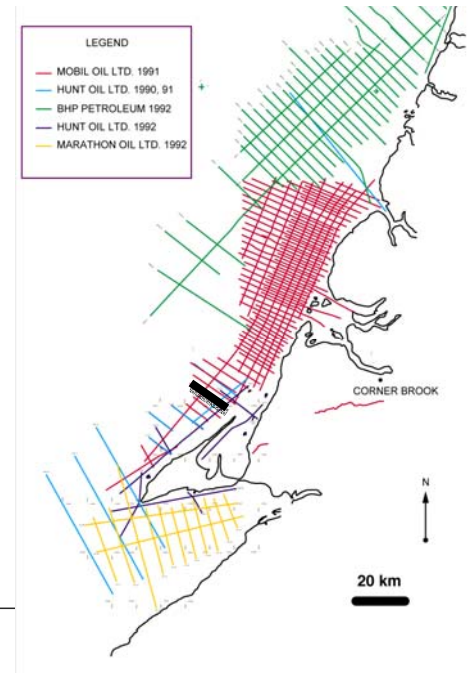 LEGEND
MOBIL OIL LTD. 1991
HUNT OIL LTD. 1990, 91
BHP PETROLEUM 1992
HUNT OIL LTD. 1992
MARATHON OIL LTD. 1992
CORNER BROOK
N
20 km